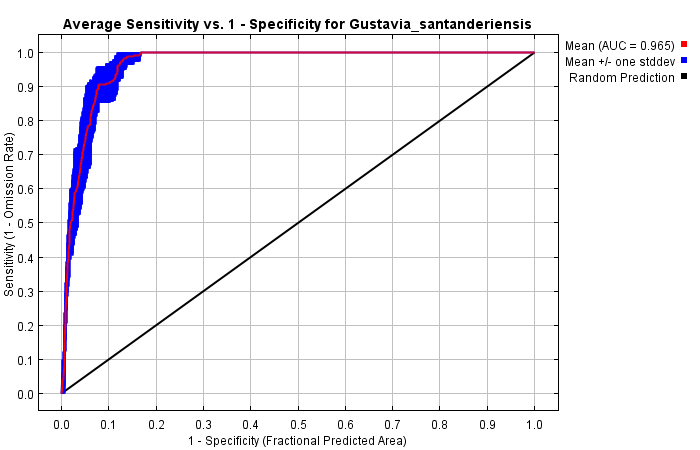 Average Sensitivity vs. 1 - Specificity for Gustavia_santanderiensis
Mean (AUC = 0.965)
Mean +/- one stddev
Random Prediction
Sensitivity (1 - Omission Rate)
1.0
0.9
0.8
0.7
0.6
0.5
0.4
0.3
0.2
0.1
0.0
0.0 0.1 0.2 0.3 0.4 0.5 0.6 0.7 0.8 0.9 1.0
1 - Specificity (Fractional Predicted Area)